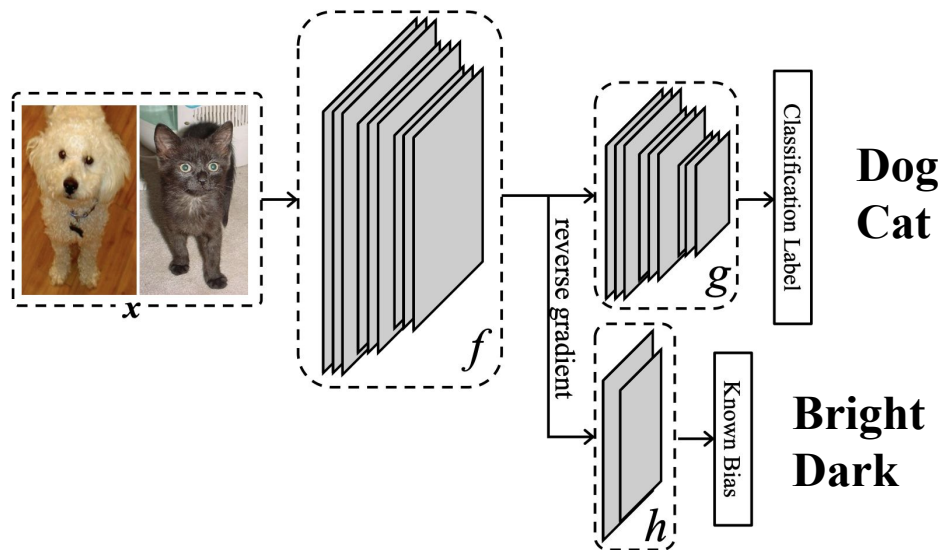 x
f
reverse gradient
g
Classification Label
Dog
Cat
h
Known Bias
Bright
Dark